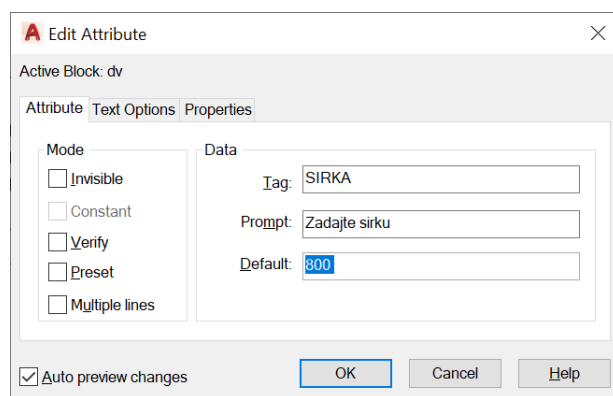 Edit Attribute
Active Block: dv
Attribute Text Options Properties
Mode
Invisible
Constant
Verify
Preset
Multiple lines
Data
Tag: SIRKA
Prompt: Zadajte sirku
Default: 800
Auto preview changes
OK Cancel Help